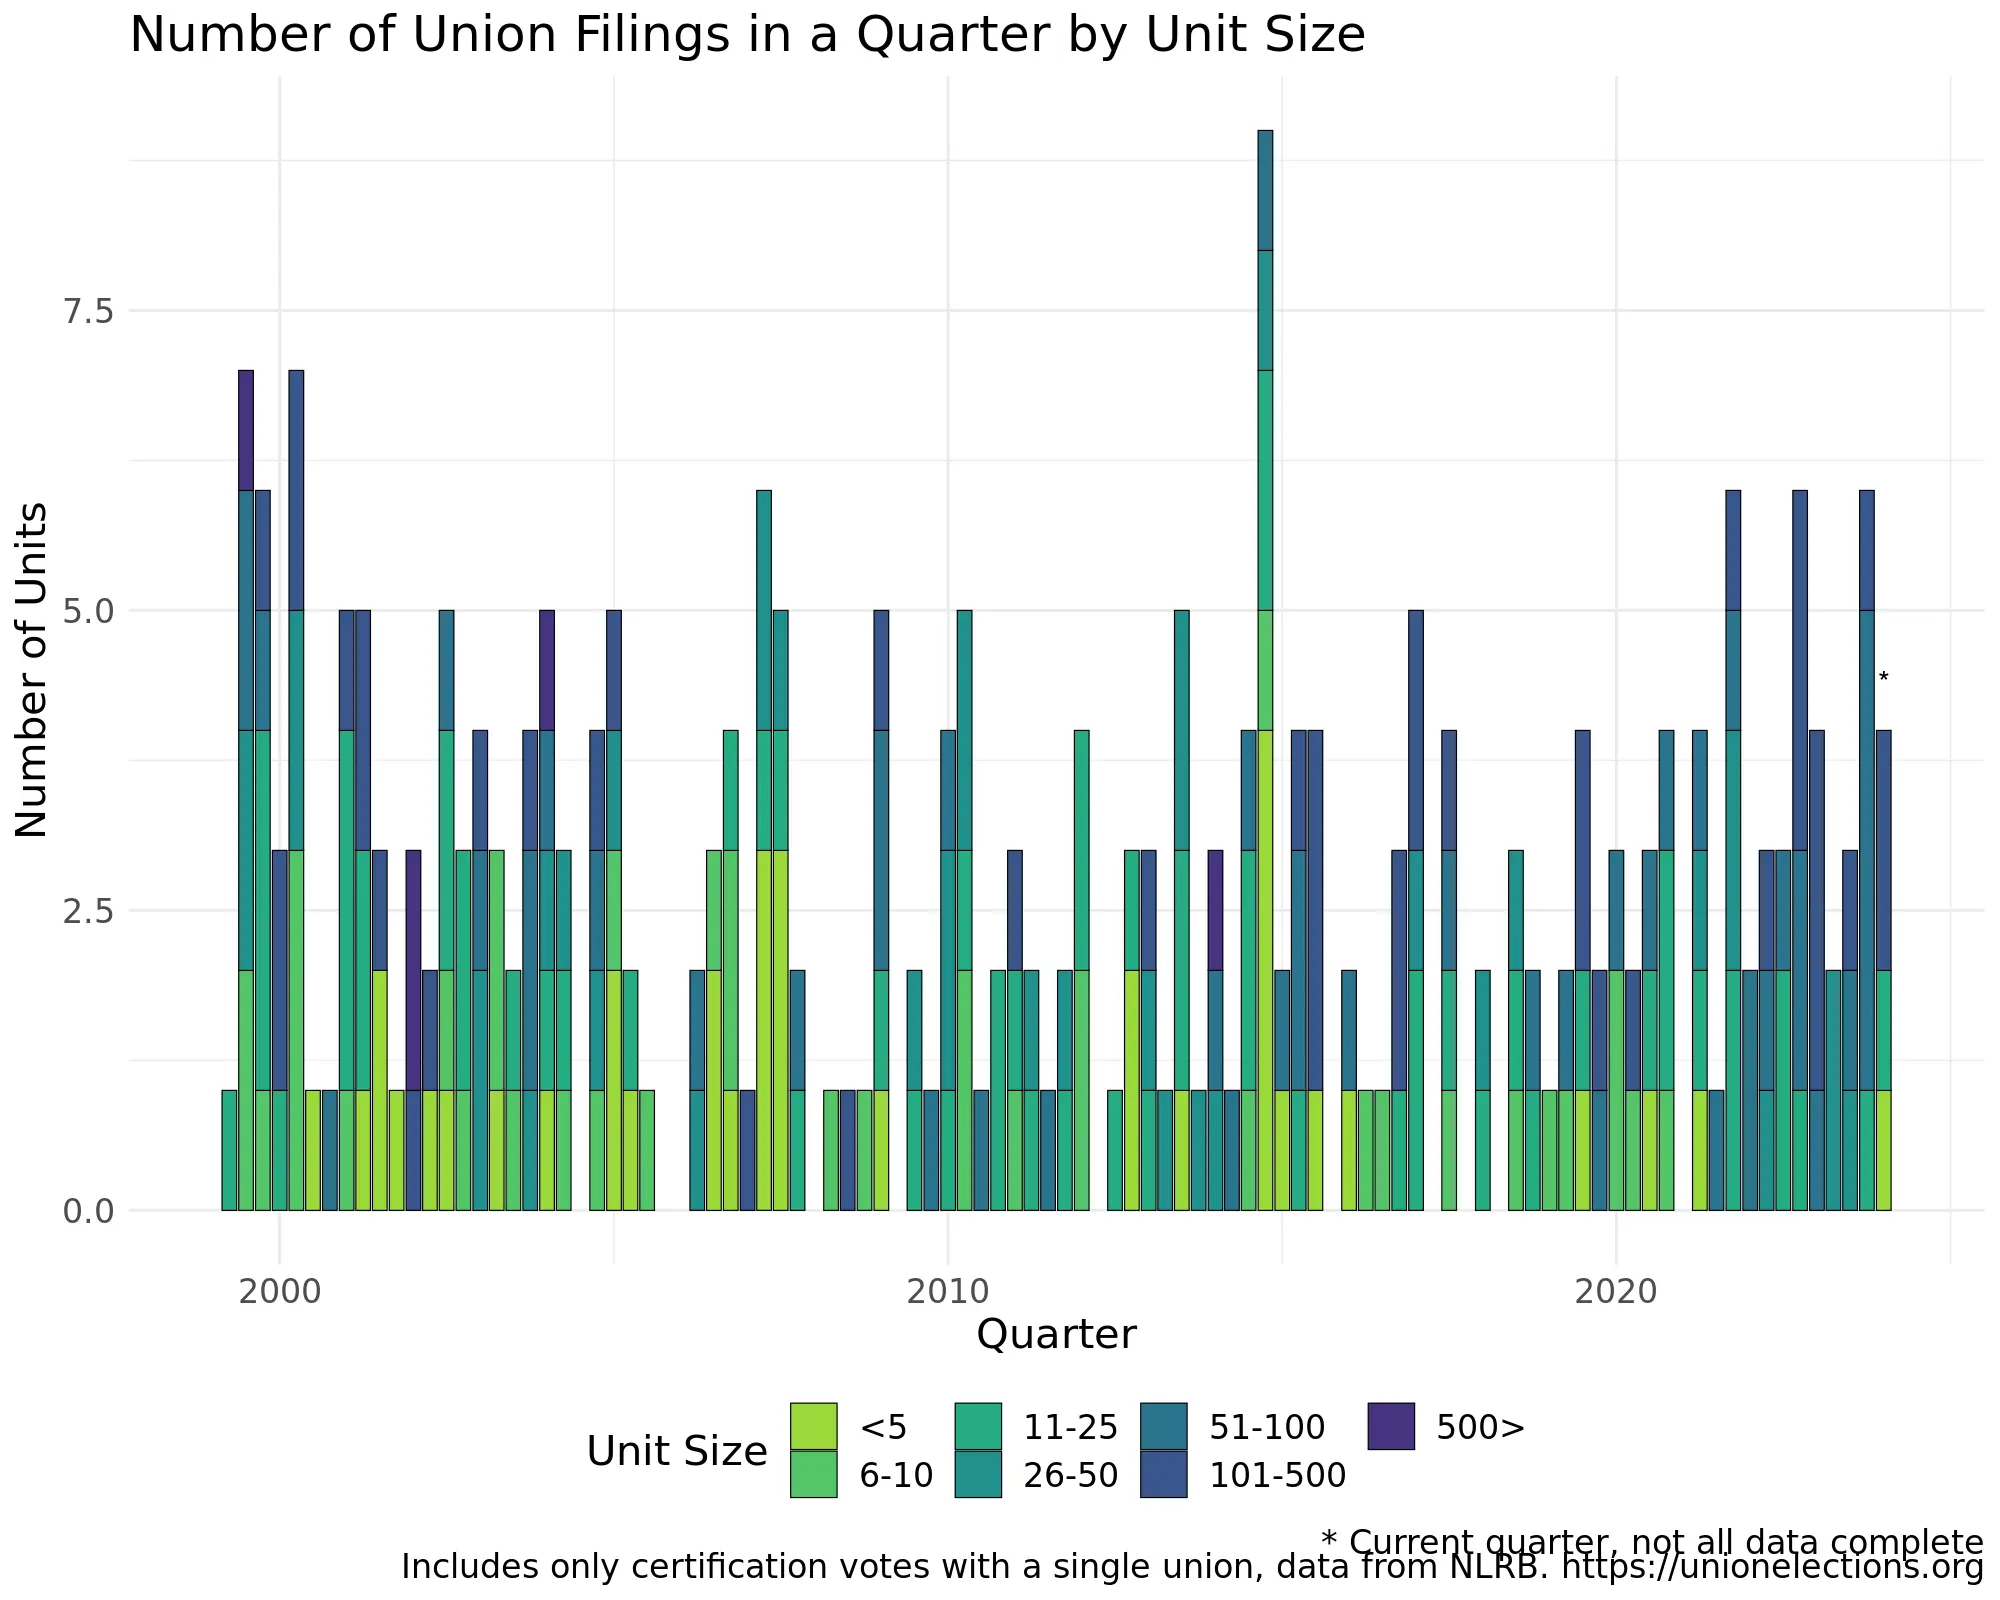 Number of Union Filings in a Quarter by Unit Size
Number of Units
7.5
5.0
2.5
0.0
*
2000 2010 2020
Quarter
Unit Size
<5 11-25 51-100 500>
6-10 26-50 101-500
* Current quarter, not all data complete
Includes only certification votes with a single union, data from NLRB. https://unionelections.org